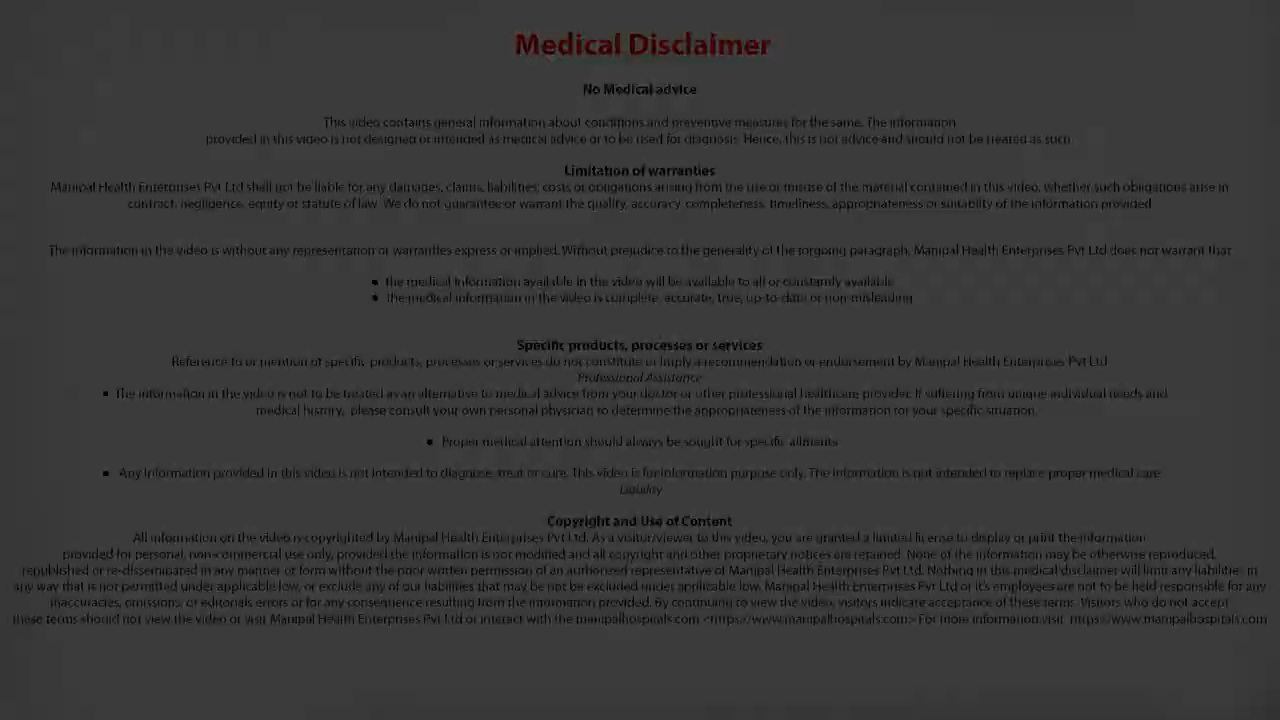 Medical Disclaimer
No Medical advice
This video contains general information about conditions and preventive measures for the same. The information
provided in this video is not designed or intended as medical advice or to be used for diagnosis. Hence, this is not advice and should not be treated as such.
Limitation of warranties
Manipal Health Enterprises Pvt Ltd shall not be liable for any damages, claims, liabilities, costs or obligations arising from the use or misuse of the material contained in this video, whether such obligations arise in
contract, negligence, equity or statute of law. We do not guarantee or warrant the quality, accuracy, completeness, timeliness, appropriateness or suitability of the information provided.
The information in the video is without any representation or warranties express or implied. Without prejudice to the generality of the forgoing paragraph, Manipal Health Enterprises Pvt Ltd does not warrant that
• the medical information available in the video will be available to all or constantly available
• the medical information in the video is complete, accurate, true, up-to-date or non-misleading
Specific products, processes or services
Reference to or mention of specific products, processes or services do not constitute or imply a recommendation or endorsement by Manipal Health Enterprises Pvt Ltd
Professional Assistance
• The information in the video is not to be treated as an alternative to medical advice from your doctor or other professional healthcare provider. If suffering from unique individual needs and
medical history, please consult your own personal physician to determine the appropriateness of the information for your specific situation.
• Proper medical attention should always be sought for specific ailments
• Any information provided in this video is not intended to diagnose, treat or cure. This video is for information purpose only. The information is not intended to replace proper medical care
Liability
Copyright and Use of Content
All information on the video is copyrighted by Manipal Health Enterprises Pvt Ltd. As a visitor/viewer to this video, you are granted a limited license to display or print the information
provided for personal, non-commercial use only, provided the information is not modified and all copyright and other proprietary notices are retained. None of the information may be otherwise reproduced,
republished or re-disseminated in any manner or form without the prior written permission of an authorized representative of Manipal Health Enterprises Pvt Ltd. Nothing in this medical disclaimer will limit any liabilities in
any way that is not permitted under applicable law, or exclude any of our liabilities that may be not be excluded under applicable law. Manipal Health Enterprises Pvt Ltd or it's employees are not to be held responsible for any
inaccuracies, omissions, or editorials errors or for any consequence resulting from the information provided. By continuing to view the video, visitors indicate acceptance of these terms. Visitors who do not accept
these terms should not view the video or visit Manipal Health Enterprises Pvt Ltd or interact with the manipalhospitals.com <https://www.manipalhospitals.com> For more information visit: https://www.manipalhospitals.com